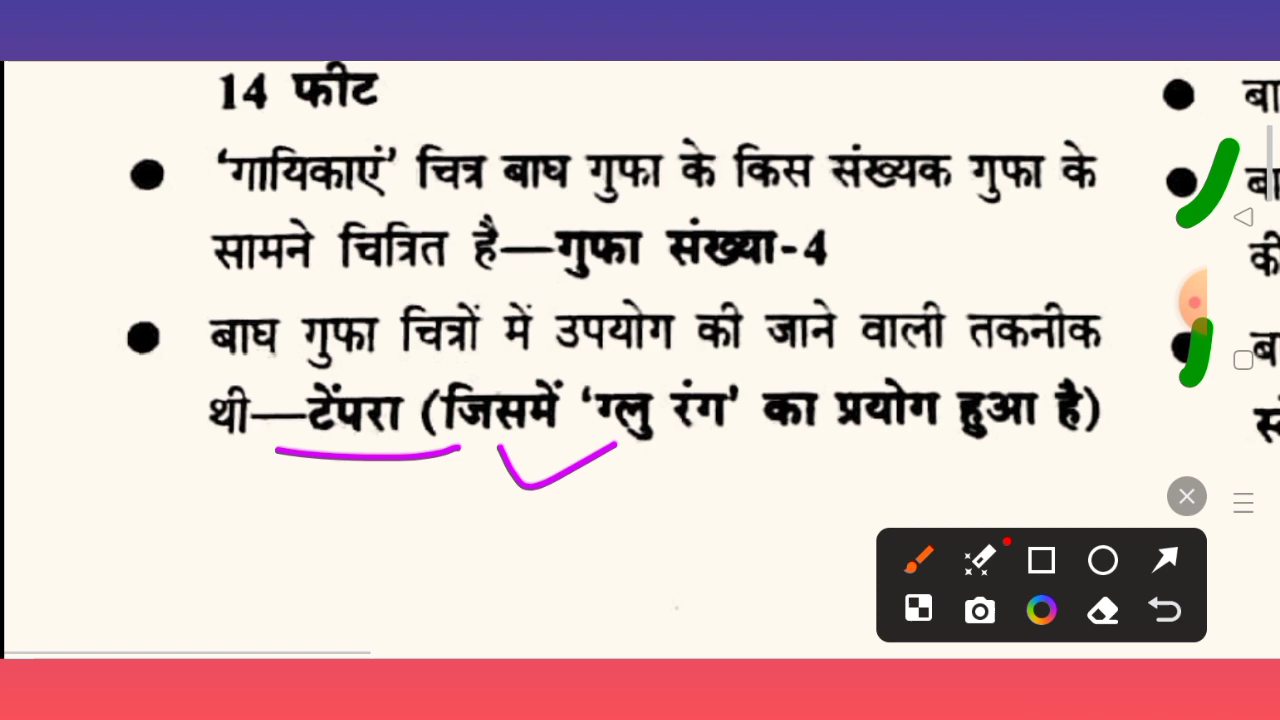 14 फीट
● 'गायिकाएं' चित्र बाघ गुफा के किस संख्यक गुफा के
सामने चित्रित है—गुफा संख्या-4
● बाघ गुफा चित्रों में उपयोग की जाने वाली तकनीक
थी—टेंपरा (जिसमें 'ग्लु रंग' का प्रयोग हुआ है)
● बा
की